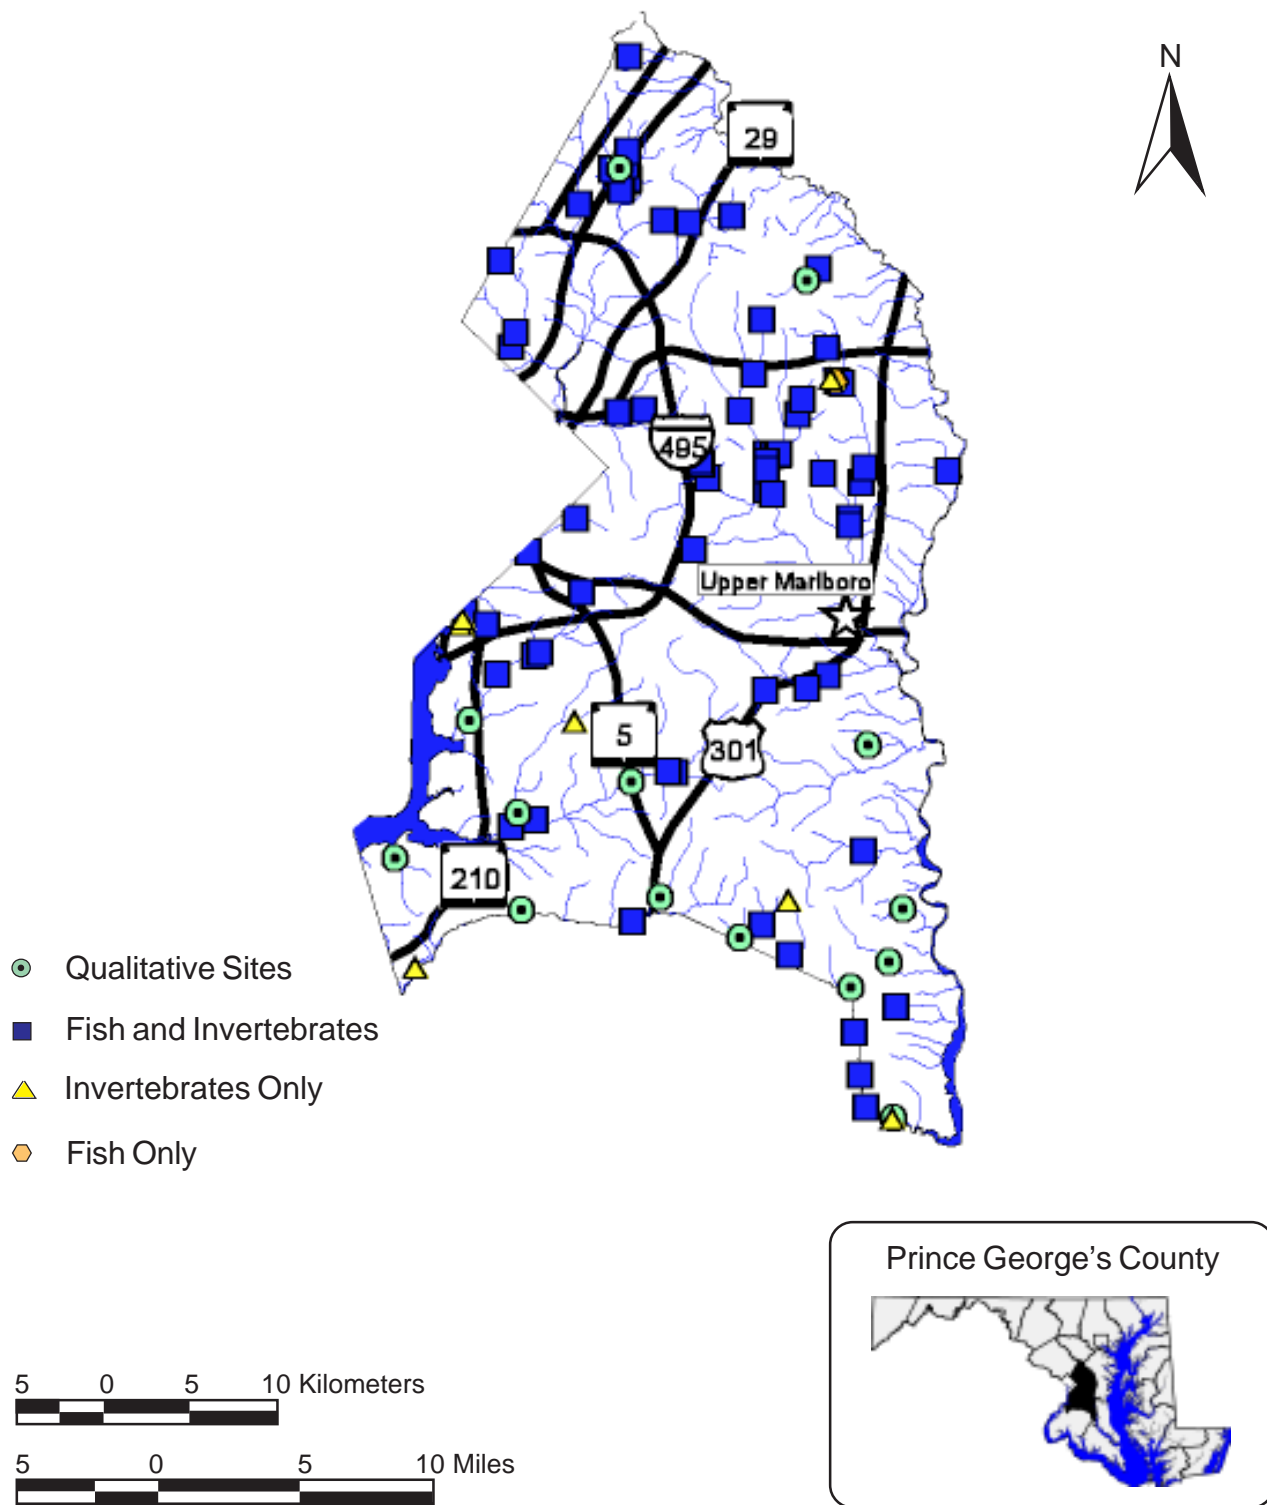 N
29
495
Upper Marlboro
5
301
210
Qualitative Sites
Fish and Invertebrates
Invertebrates Only
Fish Only
Prince George’s County
5 0 5 10 Kilometers
5 0 5 10 Miles